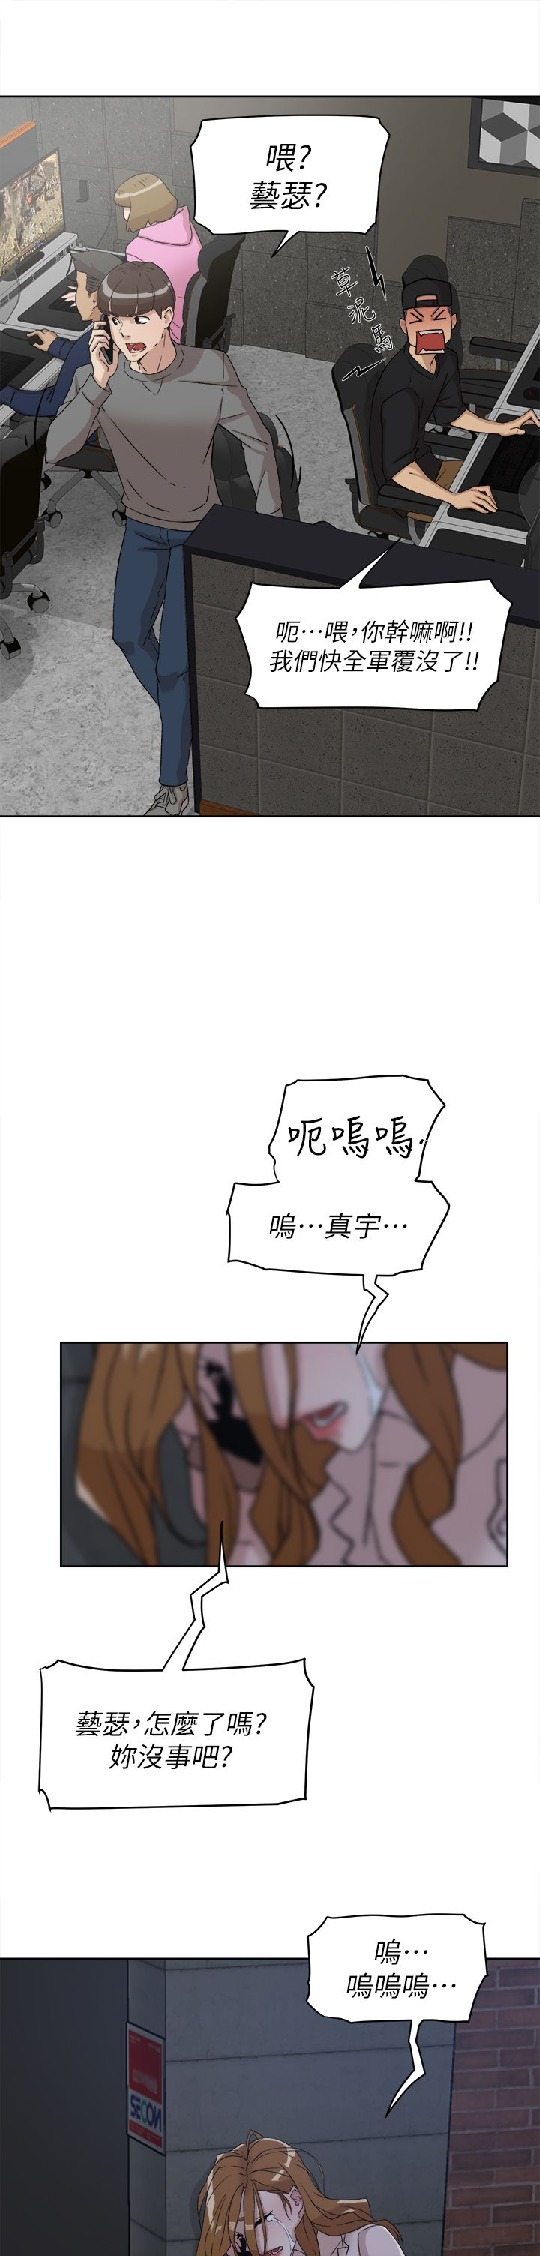 喂?
藝瑟?
草泥馬
呃…喂,你幹嘛啊!!
我們快全軍覆沒了!!
呃嗚嗚…
嗚…真宇…
藝瑟,怎麼了嗎?
妳沒事吧?
嗚…
嗚嗚嗚…
SECON